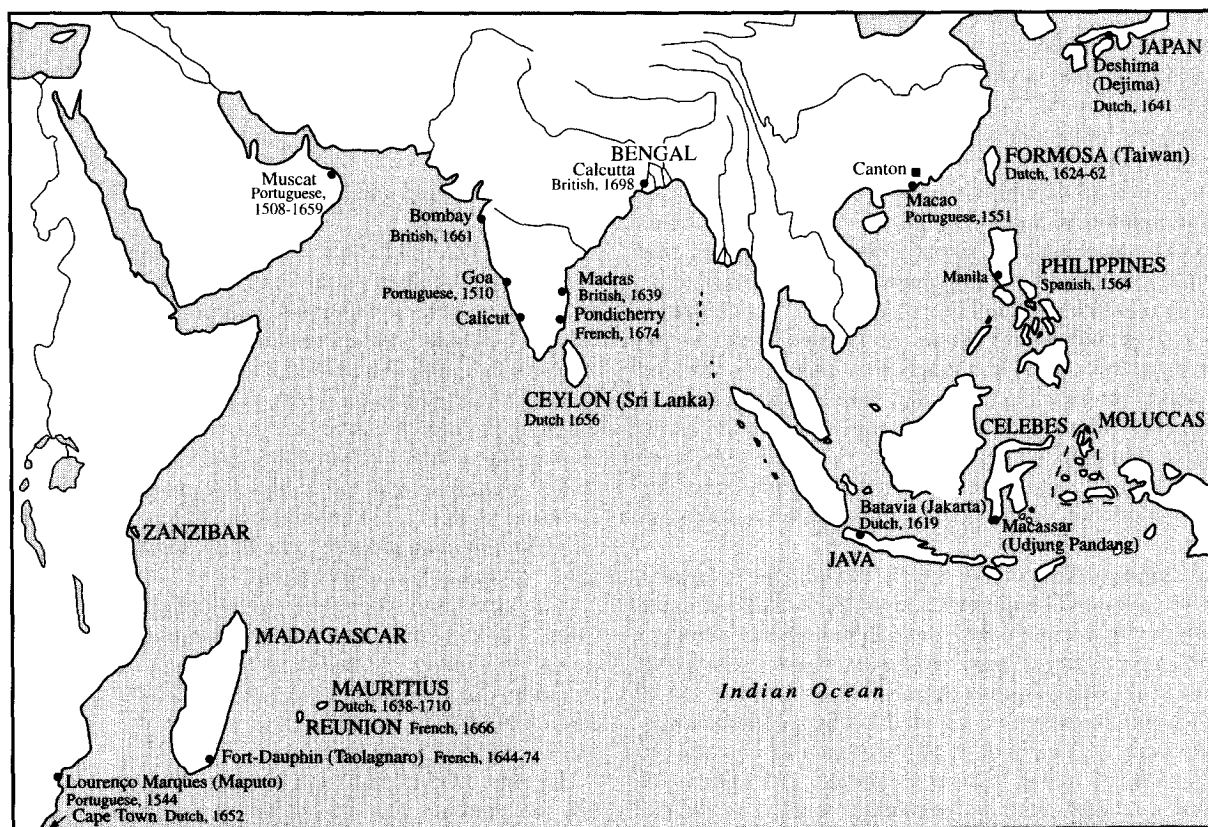 JAPAN
Deshima
(Dejima)
Dutch, 1641
BENGAL
Calcutta
British, 1698
Canton
FORMOSA (Taiwan)
Dutch, 1624-62
Muscat
Portuguese,
1508-1659
Macao
Portuguese, 1551
Bombay
British, 1661
Goa
Portuguese, 1510
Madras
British, 1639
Manila
PHILIPPINES
Spanish, 1564
Calicut
Pondicherry
French, 1674
CEYLON (Sri Lanka)
Dutch 1656
CELEBES
MOLUCCAS
Batavia (Jakarta)
Dutch, 1619
Macassar
(Udjung Pandang)
JAVA
ZANZIBAR
MADAGASCAR
MAURITIUS
Dutch, 1638-1710
Indian Ocean
REUNION French, 1666
Fort-Dauphin (Taolagnaro) French, 1644-74
Lourenço Marques (Maputo)
Portuguese, 1544
Cape Town Dutch, 1652